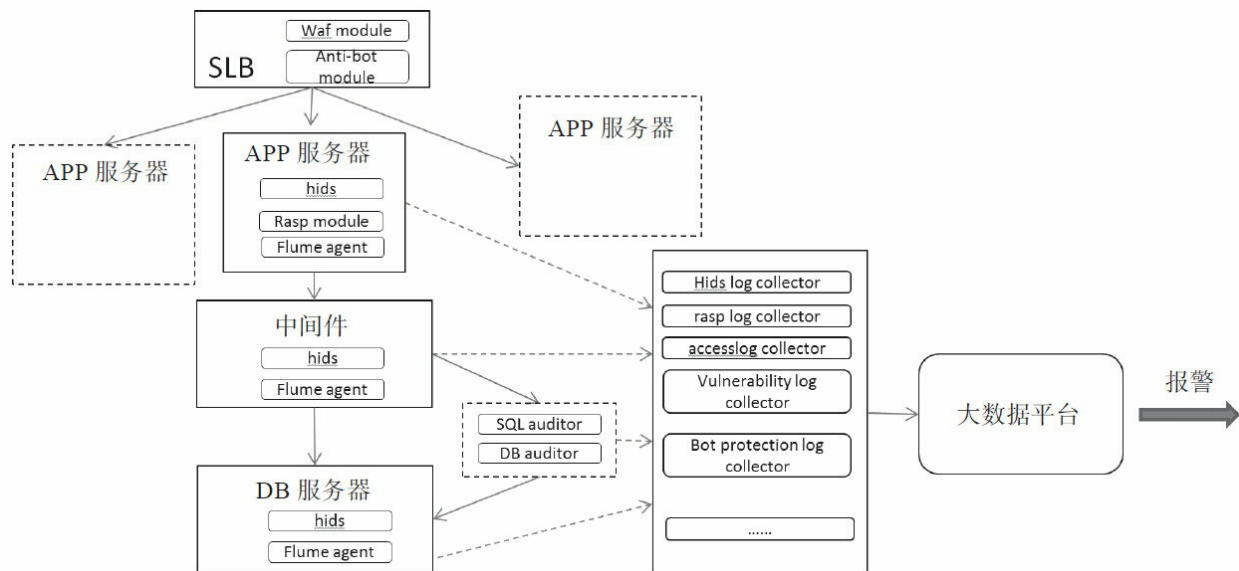 Waf module
SLB
Anti-bot
module
APP 服务器
APP 服务器
hids
Rasp module
Flume agent
APP 服务器
中间件
hids
Flume agent
SQL auditor
DB auditor
DB 服务器
hids
Flume agent
Hids log collector
rasp log collector
accesslog collector
Vulnerability log
collector
Bot protection log
collector
......
大数据平台
报警